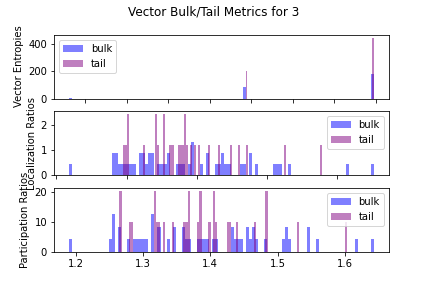 Vector Bulk/Tail Metrics for 3
Vector Entropies
400
200
0
bulk
tail
Localization Ratios
2
1
0
bulk
tail
Participation Ratios
20
10
0
bulk
tail
1.2 1.3 1.4 1.5 1.6